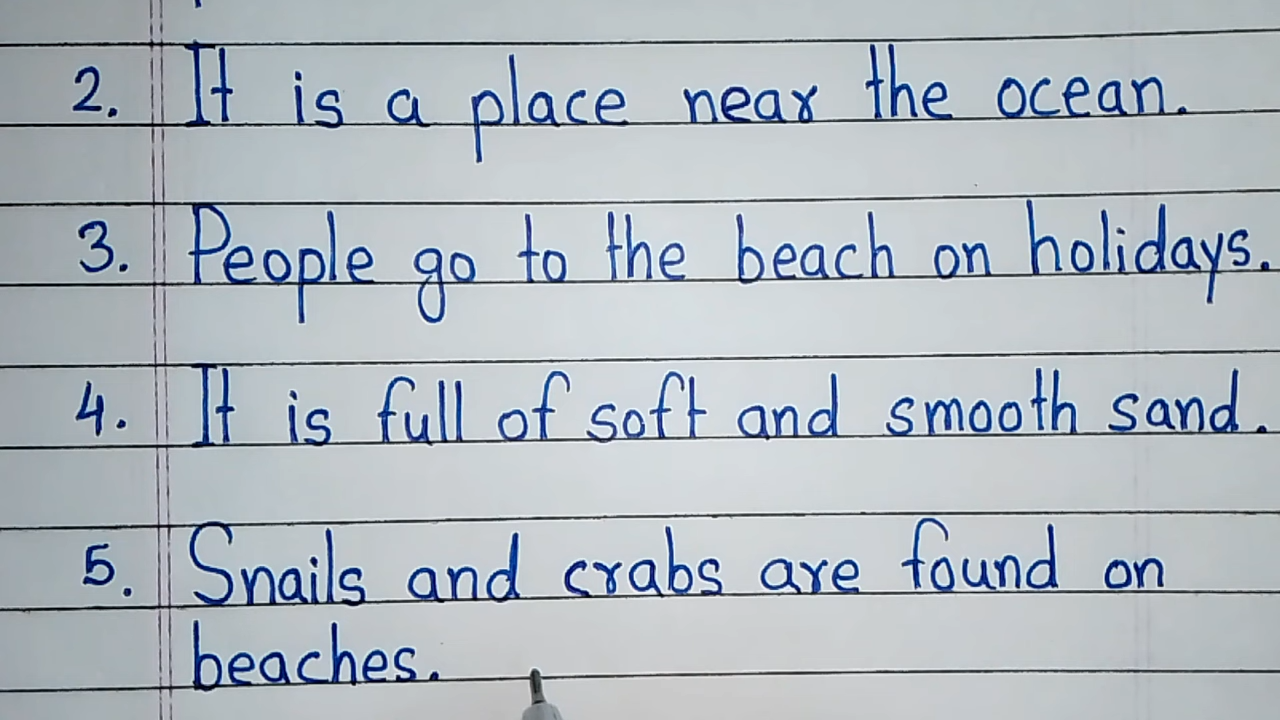 2. It is a place near the ocean.
3. People go to the beach on holidays.
4. It is full of soft and smooth sand.
5. Snails and crabs are found on
beaches.